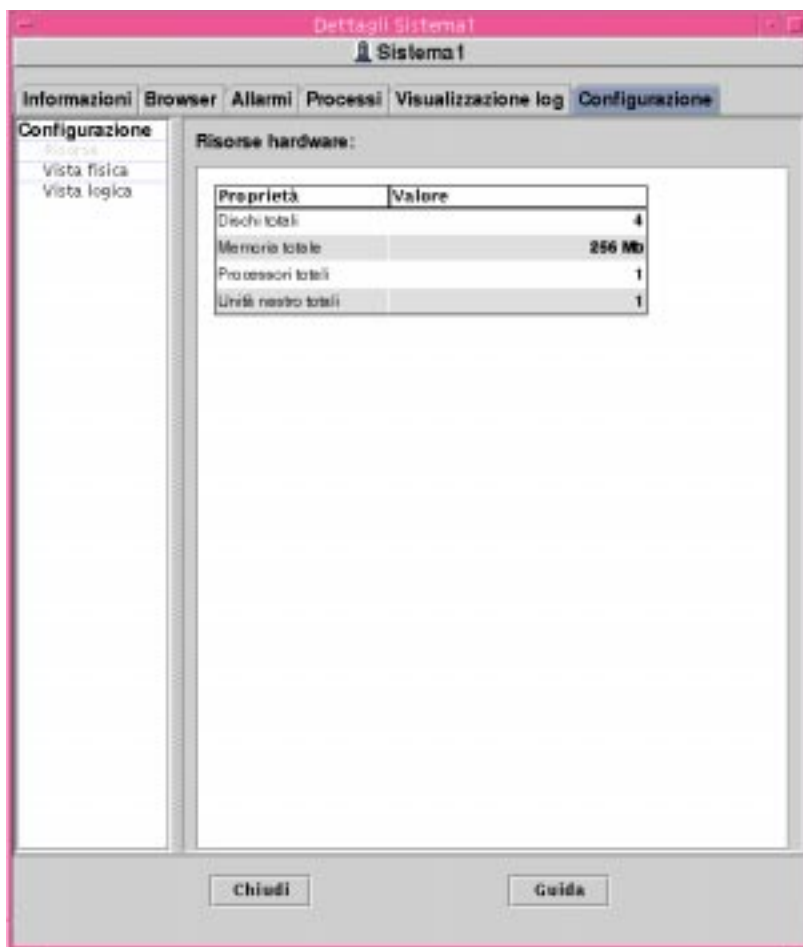 Dettagli Sistema1
Sistema1
Informazioni Browser Allarmi Processi Visualizzazione log Configurazione
Configurazione
Risorse
Vista fisica
Vista logica
Risorse hardware:
Proprietà Valore
Dischi totali 4
Memoria totale 256 Mb
Processori totali 1
Unità nastro totali 1
Chiudi Guida